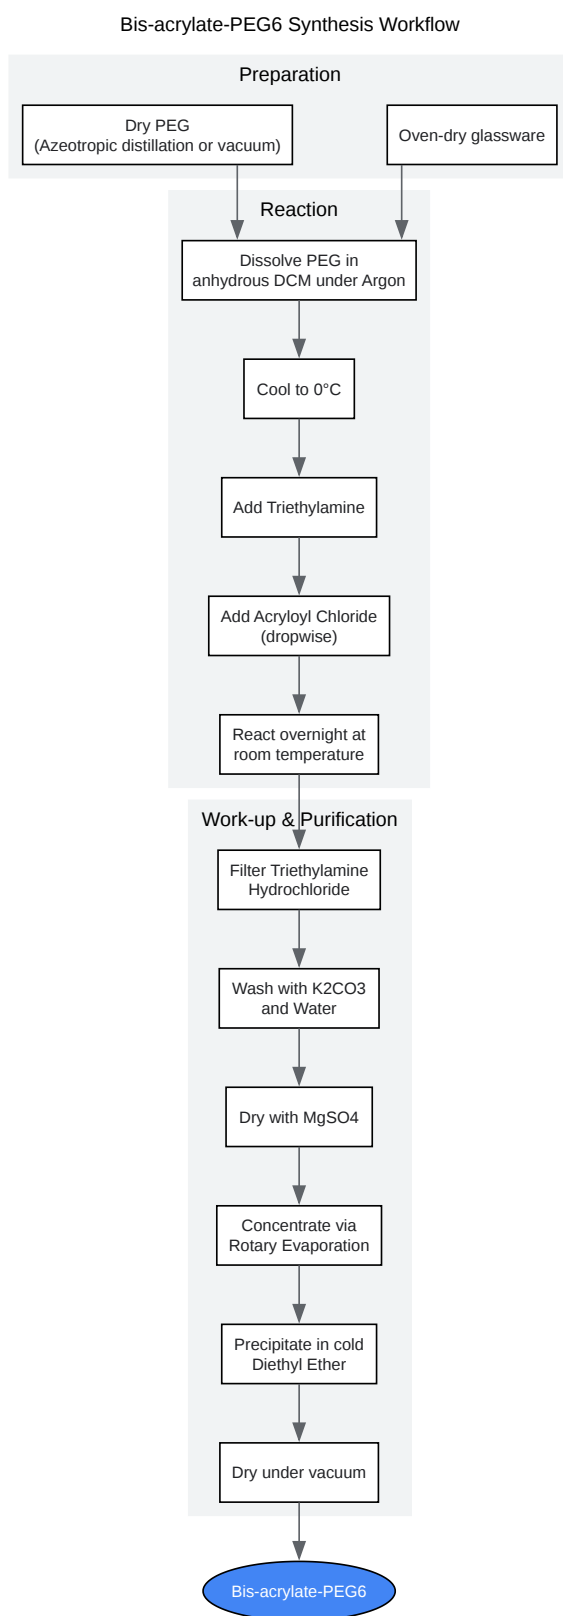 Bis-acrylate-PEG6 Synthesis Workflow
Preparation
Dry PEG
(Azeotropic distillation or vacuum)
Oven-dry glassware
Reaction
Dissolve PEG in
anhydrous DCM under Argon
Cool to 0°C
Add Triethylamine
Add Acryloyl Chloride
(dropwise)
React overnight at
room temperature
Work-up & Purification
Filter Triethylamine
Hydrochloride
Wash with K2CO3
and Water
Dry with MgSO4
Concentrate via
Rotary Evaporation
Precipitate in cold
Diethyl Ether
Dry under vacuum
Bis-acrylate-PEG6